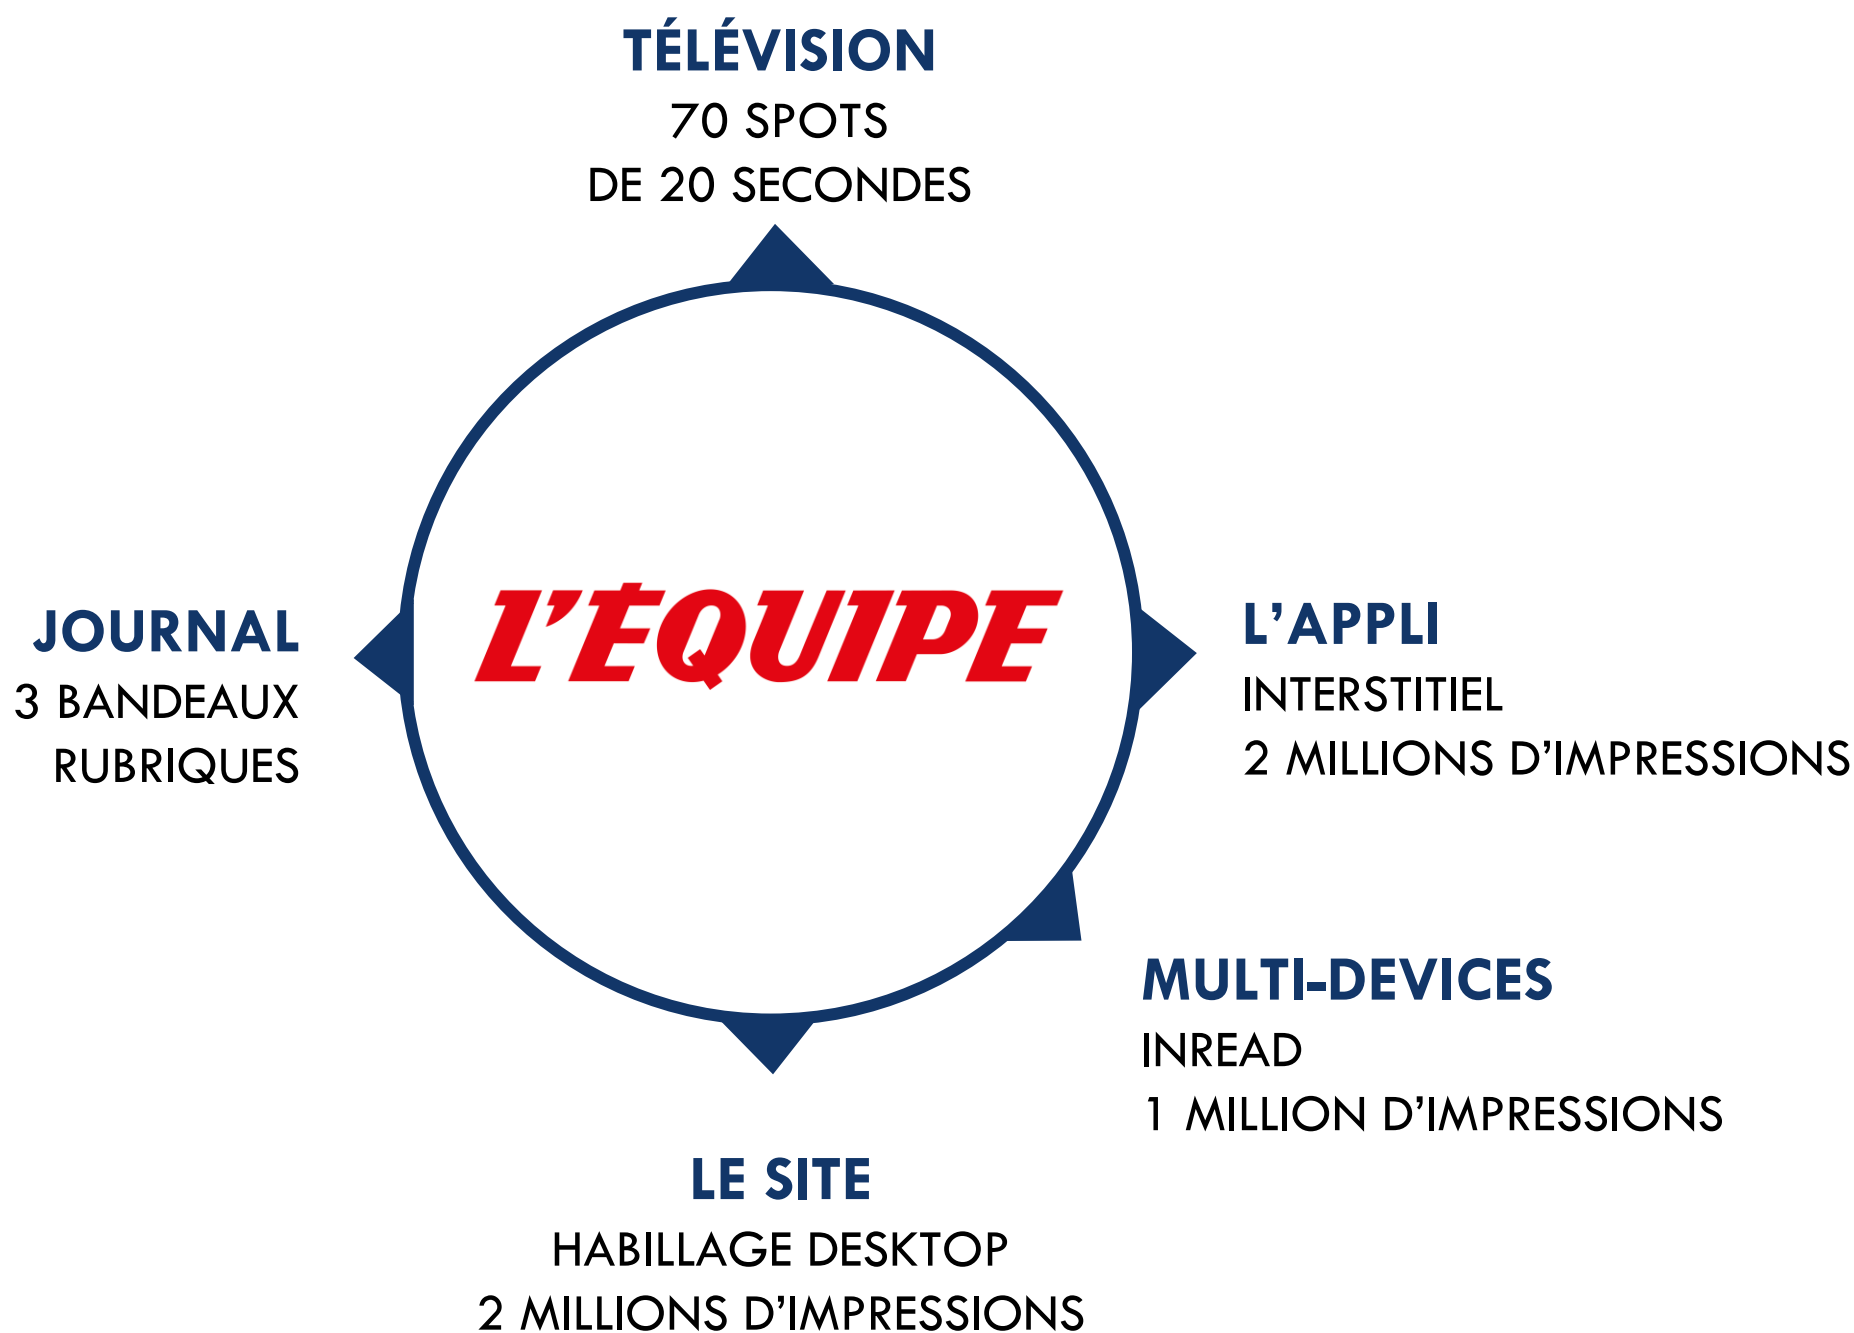 TÉLÉVISION
70 SPOTS
DE 20 SECONDES
L'ÉQUIPE
JOURNAL
3 BANDEAUX
RUBRIQUES
L'APPLI
INTERSTITIEL
2 MILLIONS D'IMPRESSIONS
MULTI-DEVICES
INREAD
1 MILLION D'IMPRESSIONS
LE SITE
HABILLAGE DESKTOP
2 MILLIONS D'IMPRESSIONS